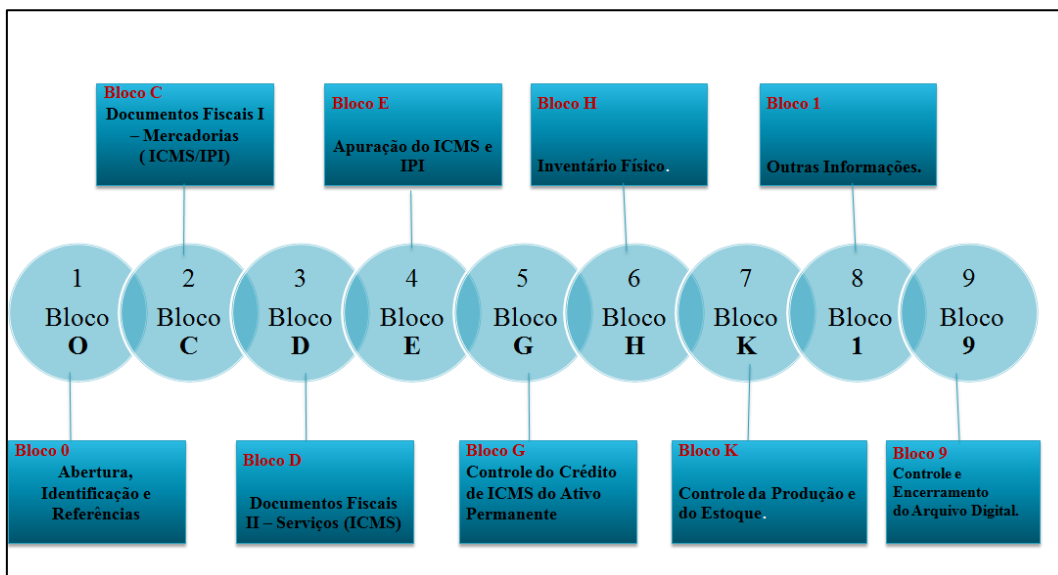 Bloco C
Documentos Fiscais I
– Mercadorias
( ICMS/IPI)
Bloco E
Apuração do ICMS e
IPI
Bloco H
Inventário Físico.
Bloco 1
Outras Informações.
1
Bloco
O
2
Bloco
C
3
Bloco
D
4
Bloco
E
5
Bloco
G
6
Bloco
H
7
Bloco
K
8
Bloco
1
9
Bloco
9
Bloco 0
Abertura,
Identificação e
Referências
Bloco D
Documentos Fiscais
II – Serviços (ICMS)
Bloco G
Controle do Crédito
de ICMS do Ativo
Permanente
Bloco K
Controle da Produção e
do Estoque.
Bloco 9
Controle e
Encerramento
do Arquivo Digital.